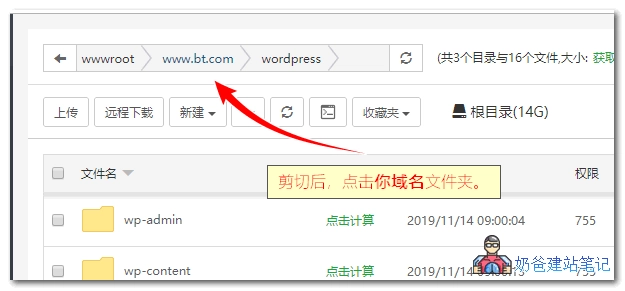 wwwroot www.bt.com wordpress (共3个目录与16个文件,大小: 获取
上传 远程下载 新建 收藏夹 根目录(14G)
文件名 权限
剪切后，点击你域名文件夹。
wp-admin 点击计算 2019/11/14 09:00:04 755
wp-content 点击计算 2019/11/14 09:00:13 755
奶爸建站笔记